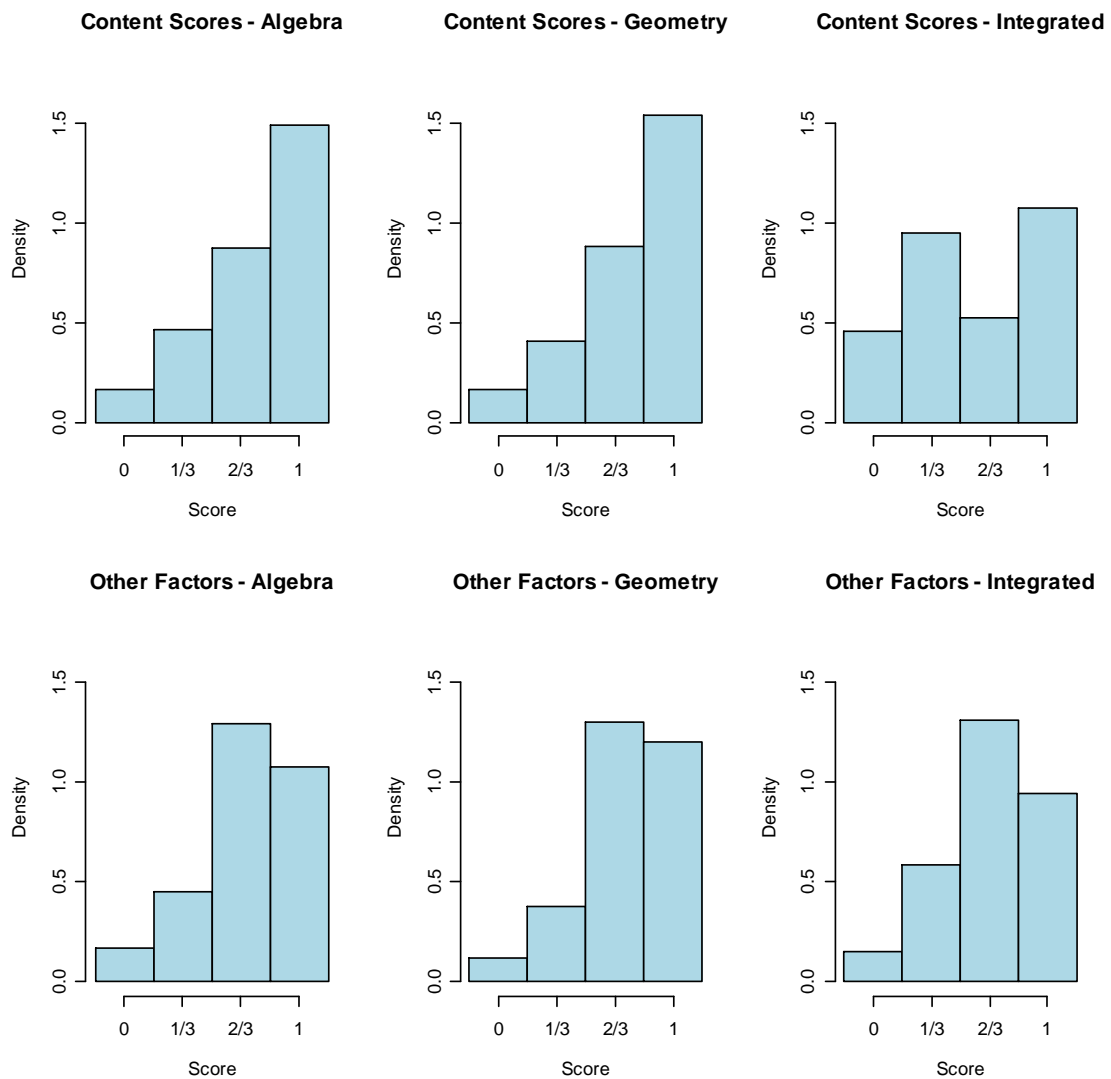 Content Scores - Algebra
1.5
1.0
0.5
0.0
Density
0 1/3 2/3 1
Score
Content Scores - Geometry
1.5
1.0
0.5
0.0
Density
0 1/3 2/3 1
Score
Content Scores - Integrated
1.5
1.0
0.5
0.0
Density
0 1/3 2/3 1
Score
Other Factors - Algebra
1.5
1.0
0.5
0.0
Density
0 1/3 2/3 1
Score
Other Factors - Geometry
1.5
1.0
0.5
0.0
Density
0 1/3 2/3 1
Score
Other Factors - Integrated
1.5
1.0
0.5
0.0
Density
0 1/3 2/3 1
Score